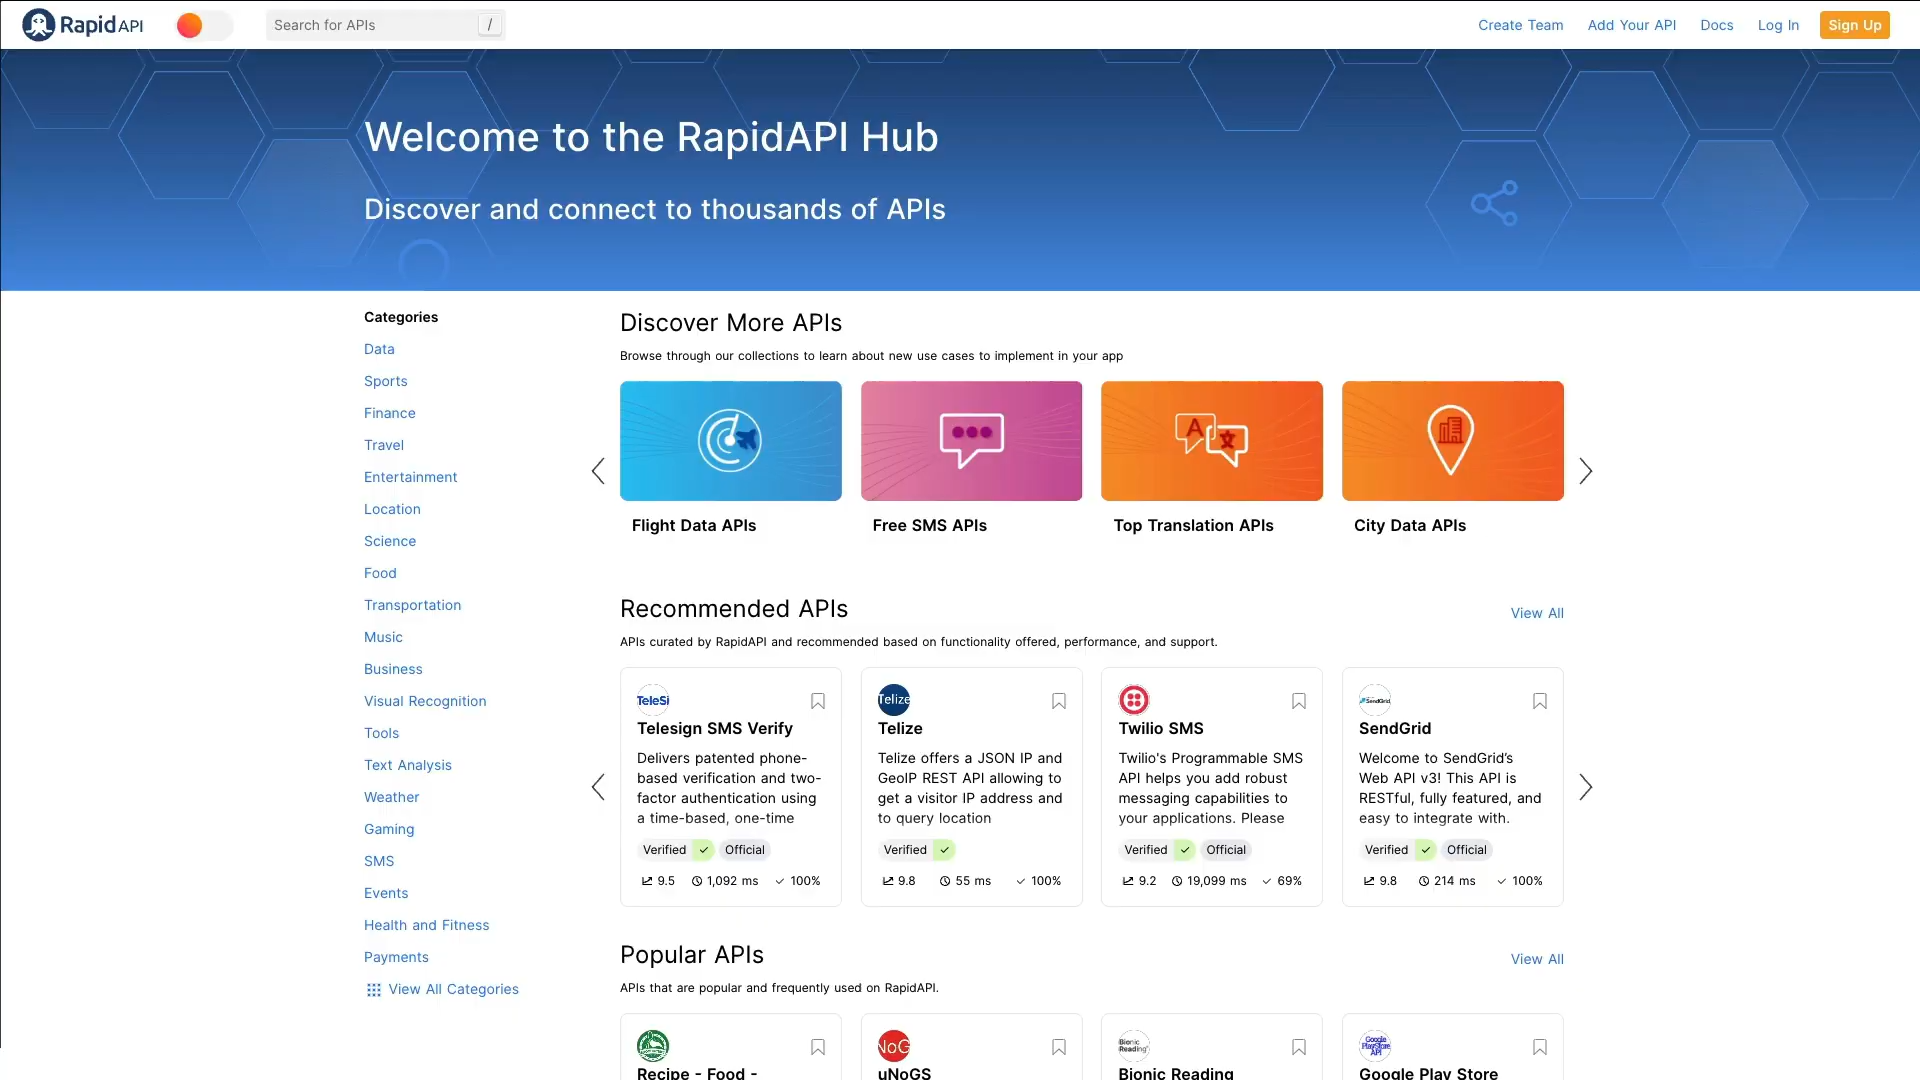 RapidAPI
Search for APIs
/
Create Team
Add Your API
Docs
Log In
Sign Up
Welcome to the RapidAPI Hub
Discover and connect to thousands of APIs
Categories
Data
Sports
Finance
Travel
Entertainment
Location
Science
Food
Transportation
Music
Business
Visual Recognition
Tools
Text Analysis
Weather
Gaming
SMS
Events
Health and Fitness
Payments
View All Categories
Discover More APIs
Browse through our collections to learn about new use cases to implement in your app
A 文
Flight Data APIs
Free SMS APIs
Top Translation APIs
City Data APIs
Recommended APIs
View All
APIs curated by RapidAPI and recommended based on functionality offered, performance, and support.
TeleSi
Telesign SMS Verify
Delivers patented phone-
based verification and two-
factor authentication using
a time-based, one-time
Verified
Official
9.5 1,092 ms 100%
Telize
Telize
Telize offers a JSON IP and
GeoIP REST API allowing to
get a visitor IP address and
to query location
Verified
9.8 55 ms 100%
Twilio SMS
Twilio's Programmable SMS
API helps you add robust
messaging capabilities to
your applications. Please
Verified
Official
9.2 19,099 ms 69%
SendGrid
SendGrid
Welcome to SendGrid’s
Web API v3! This API is
RESTful, fully featured, and
easy to integrate with.
Verified
Official
9.8 214 ms 100%
Popular APIs
View All
APIs that are popular and frequently used on RapidAPI.
Recipe - Food -
NoG
uNoGS
Bionic
Reading
Bionic Reading
Google
PlayStore
API
Google Play Store